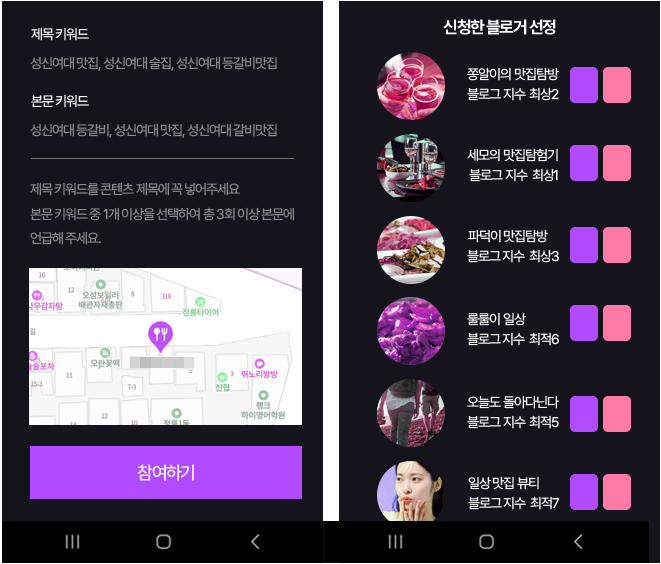 제목 키워드
성신여대 맛집, 성신여대 술집, 성신여대 등갈비맛집
본문 키워드
성신여대 등갈비, 성신여대 맛집, 성신여대 갈비맛집
제목 키워드를 콘텐츠 제목에 꼭 넣어주세요
본문 키워드 중 1개 이상을 선택하여 총 3회 이상 본문에
언급해 주세요.
16
12
오성보일러
배관자재총판
8
318
정릉타이어
나무감자탕
길
술포차
모란꽃떡
11
15-3
7-3
3
신협
뛰노리방방
랭크
하이영어학원
12
10
정릉1동
참여하기
신청한 블로거 선정
쫑알이의 맛집탐방
블로그 지수 최상2
세모의 맛집탐험기
블로그 지수 최상1
파덕이 맛집탐방
블로그 지수 최상3
룰룰이 일상
블로그 지수 최적6
오늘도 돌아다닌다
블로그 지수 최적5
일상 맛집 뷰티
블로그 지수 최적7